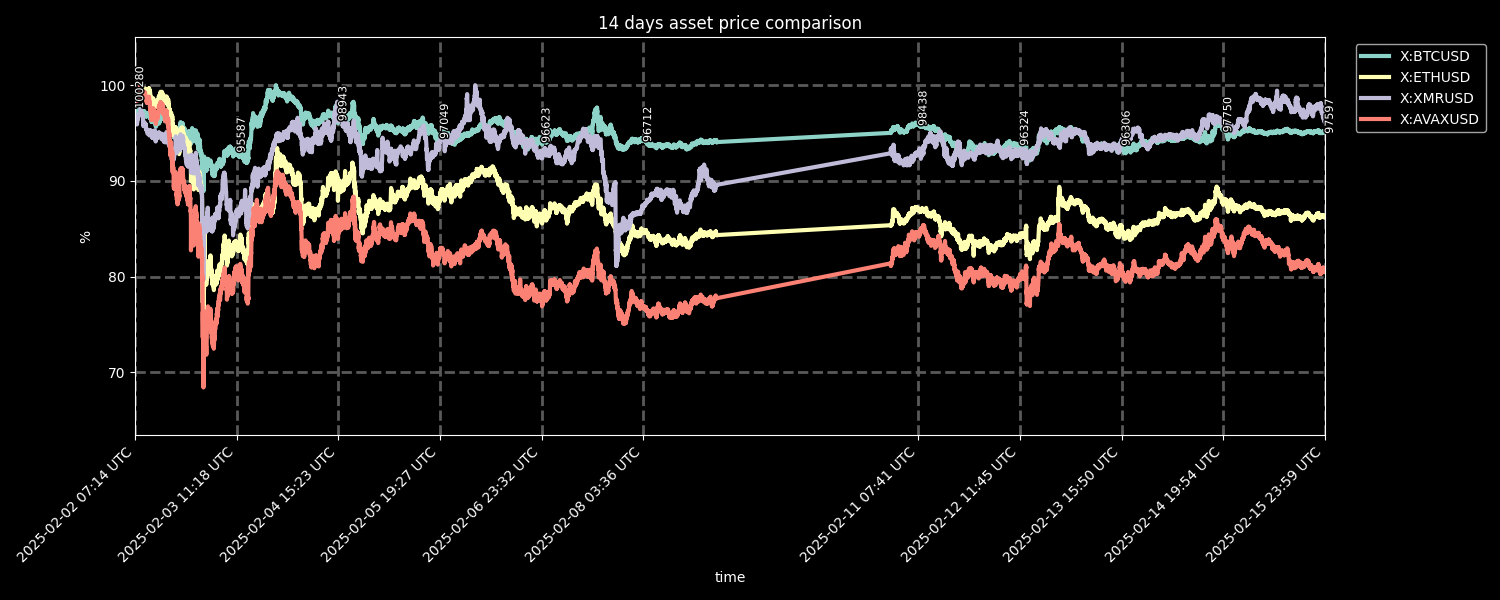 14 days asset price comparison
X:BTCUSD
X:ETHUSD
X:XMRUSD
X:AVAXUSD
100
90
80
70
%
100280
95587
98943
97049
96623
96712
98438
96324
96306
97750
97597
2025-02-02 07:14 UTC
2025-02-03 11:18 UTC
2025-02-04 15:23 UTC
2025-02-05 19:27 UTC
2025-02-06 23:32 UTC
2025-02-08 03:36 UTC
2025-02-11 07:41 UTC
2025-02-12 11:45 UTC
2025-02-13 15:50 UTC
2025-02-14 19:54 UTC
2025-02-15 23:59 UTC
time